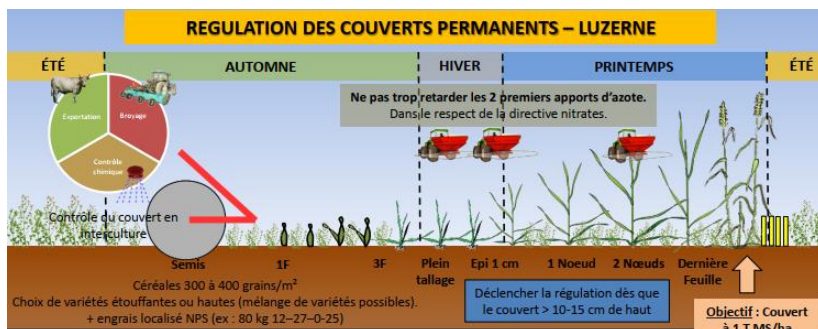 REGULATION DES COUVERTS PERMANENTS – LUZERNE
ÉTÉ
AUTOMNE
HIVER
PRINTEMPS
ÉTÉ
Ne pas trop retarder les 2 premiers apports d'azote.
Dans le respect de la directive nitrates.
Exportation
Broyage
Contrôle
chimique
Contrôle du couvert en
interculture
Semis
1F
3F
Plein
tallage
Epi 1 cm
1 Noeud
2 Nœuds
Dernière
Feuille
Céréales 300 à 400 grains/m²
Choix de variétés étouffantes ou hautes (mélange de variétés possibles).
+ engrais localisé NPS (ex : 80 kg 12–27–0-25)
Déclencher la régulation dès que
le couvert > 10-15 cm de haut
Objectif : Couvert
à 1 T MS/ha